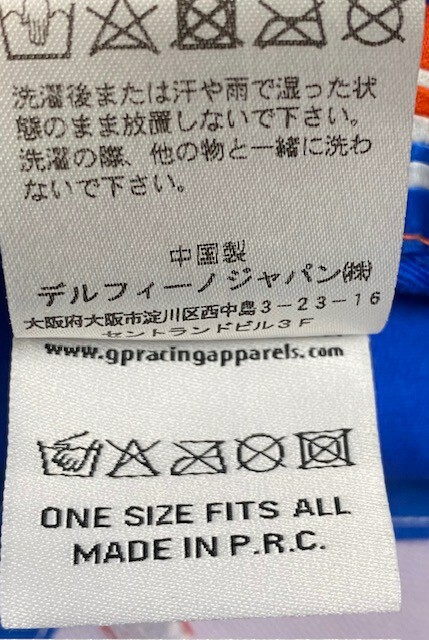 洗濯後または汗や雨で湿った状
態のまま放置しないで下さい。
洗濯の際、他の物と一緒に洗わ
ないで下さい。
中国製
デルフィーノジャパン㈱
大阪府大阪市淀川区西中島3-23-16
セントランドビル3F
www.gpracingapparels.com
ONE SIZE FITS ALL
MADE IN P.R.C.